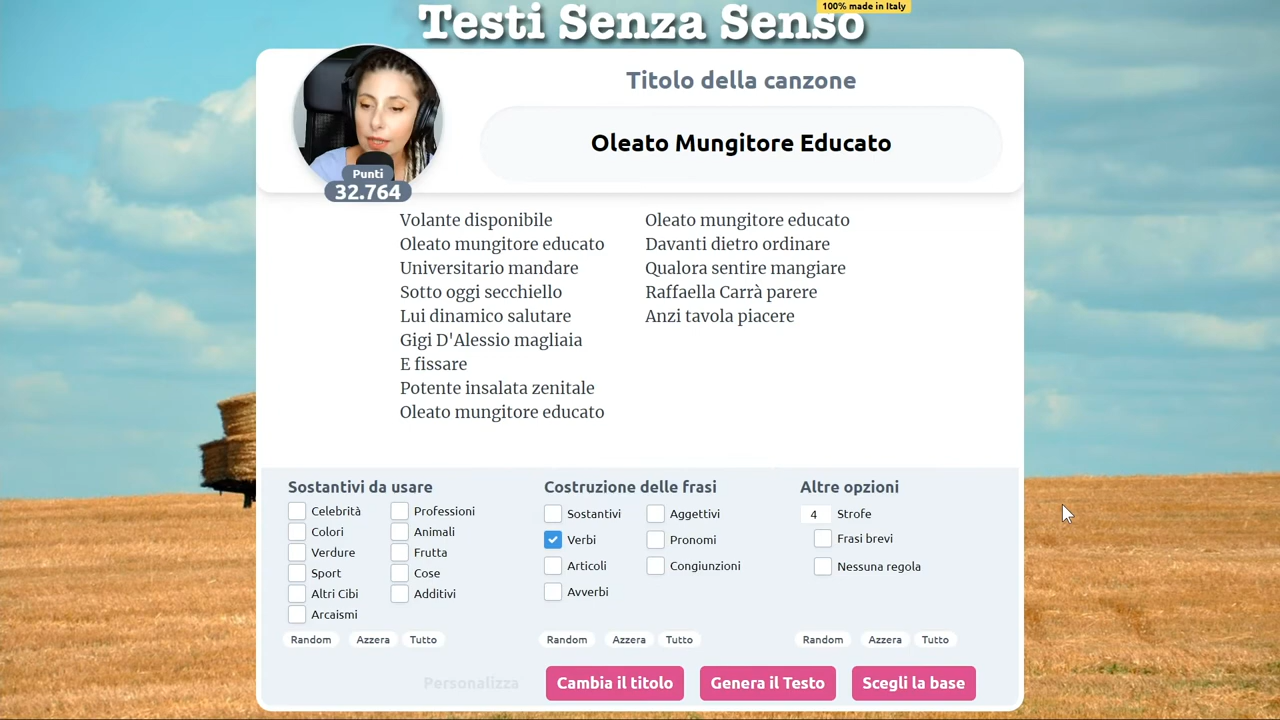 Testi Senza Senso
100% made in Italy
Titolo della canzone
Oleato Mungitore Educato
Punti
32.764
Volante disponibile
Oleato mungitore educato
Universitario mandare
Sotto oggi secchiello
Lui dinamico salutare
Gigi D'Alessio magliaia
E fissare
Potente insalata zenitale
Oleato mungitore educato
Oleato mungitore educato
Davanti dietro ordinare
Qualora sentire mangiare
Raffaella Carrà parere
Anzi tavola piacere
Sostantivi da usare
Celebrità
Professioni
Colori
Animali
Verdure
Frutta
Sport
Cose
Altri Cibi
Additivi
Arcaismi
Random
Azzera
Tutto
Costruzione delle frasi
Sostantivi
Aggettivi
Verbi
Pronomi
Articoli
Congiunzioni
Avverbi
Random
Azzera
Tutto
Altre opzioni
4 Strofe
Frasi brevi
Nessuna regola
Random
Azzera
Tutto
Personalizza
Cambia il titolo
Genera il Testo
Scegli la base